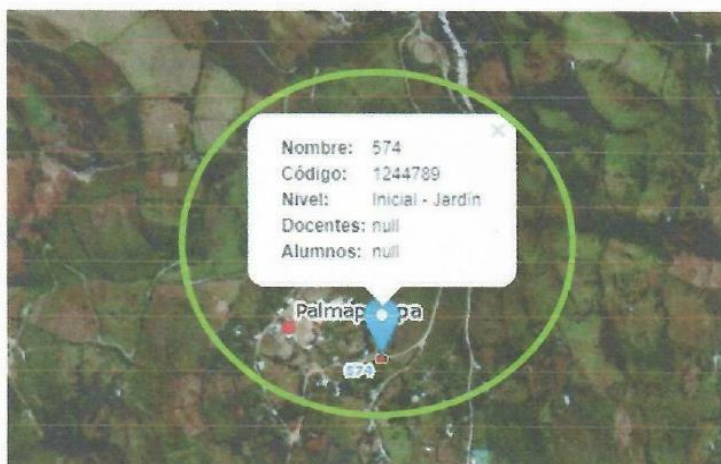 Nombre: 574
Código: 1244789
Nivel: Inicial - Jardín
Docentes: null
Alumnos: null
574